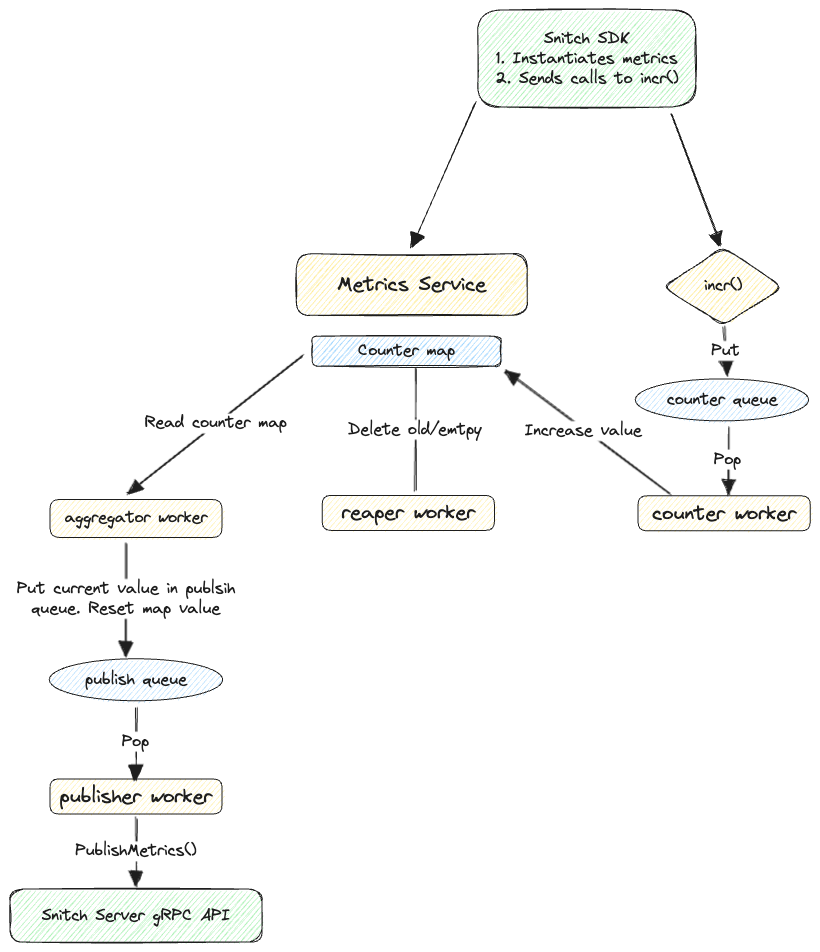 Snitch SDK
1. Instantiates metrics
2. Sends calls to incr()
Metrics Service
incr()
Put
Counter map
counter queue
Read counter map
Delete old/emtpy
Increase value
Pop
aggregator worker
reaper worker
counter worker
Put current value in publsih
queue. Reset map value
publish queue
Pop
publisher worker
PublishMetrics()
Snitch Server gRPC API